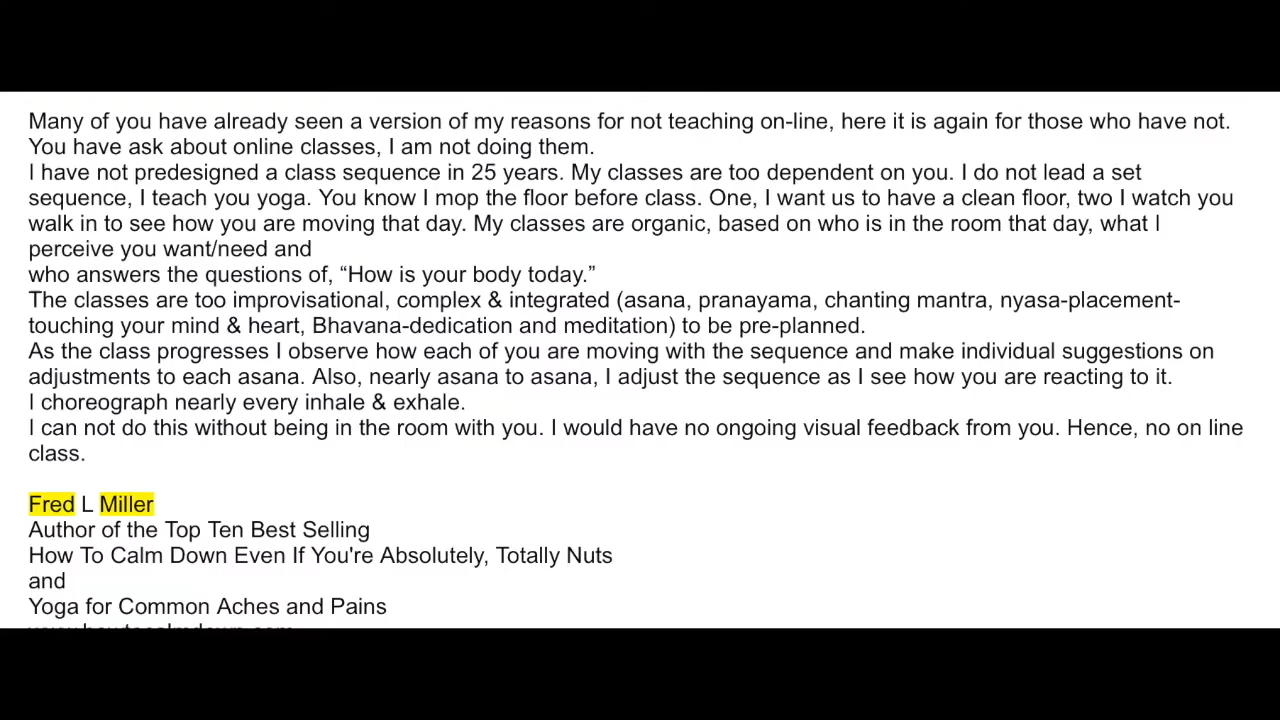 Many of you have already seen a version of my reasons for not teaching on-line, here it is again for those who have not.
You have ask about online classes, I am not doing them.
I have not predesigned a class sequence in 25 years. My classes are too dependent on you. I do not lead a set
sequence, I teach you yoga. You know I mop the floor before class. One, I want us to have a clean floor, two I watch you
walk in to see how you are moving that day. My classes are organic, based on who is in the room that day, what I
perceive you want/need and
who answers the questions of, “How is your body today.”
The classes are too improvisational, complex & integrated (asana, pranayama, chanting mantra, nyasa-placement-
touching your mind & heart, Bhavana-dedication and meditation) to be pre-planned.
As the class progresses I observe how each of you are moving with the sequence and make individual suggestions on
adjustments to each asana. Also, nearly asana to asana, I adjust the sequence as I see how you are reacting to it.
I choreograph nearly every inhale & exhale.
I can not do this without being in the room with you. I would have no ongoing visual feedback from you. Hence, no on line
class.
Fred L Miller
Author of the Top Ten Best Selling
How To Calm Down Even If You're Absolutely, Totally Nuts
and
Yoga for Common Aches and Pains